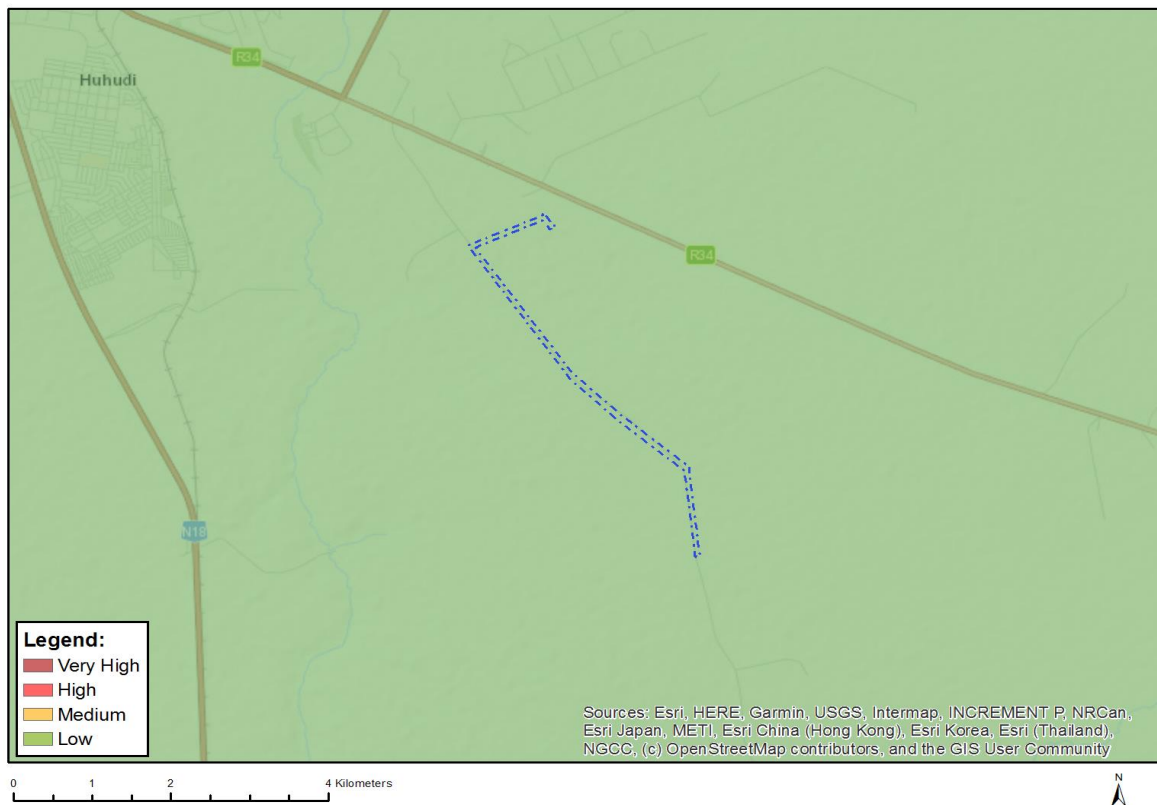 R34
Huhudi
R34
N18
Legend:
Very High
High
Medium
Low
Sources: Esri, HERE, Garmin, USGS, Intermap, INCREMENT P, NRCan,
Esri Japan, METI, Esri China (Hong Kong), Esri Korea, Esri (Thailand),
NGCC, (c) OpenStreetMap contributors, and the GIS User Community
0 1 2 4 Kilometers
N